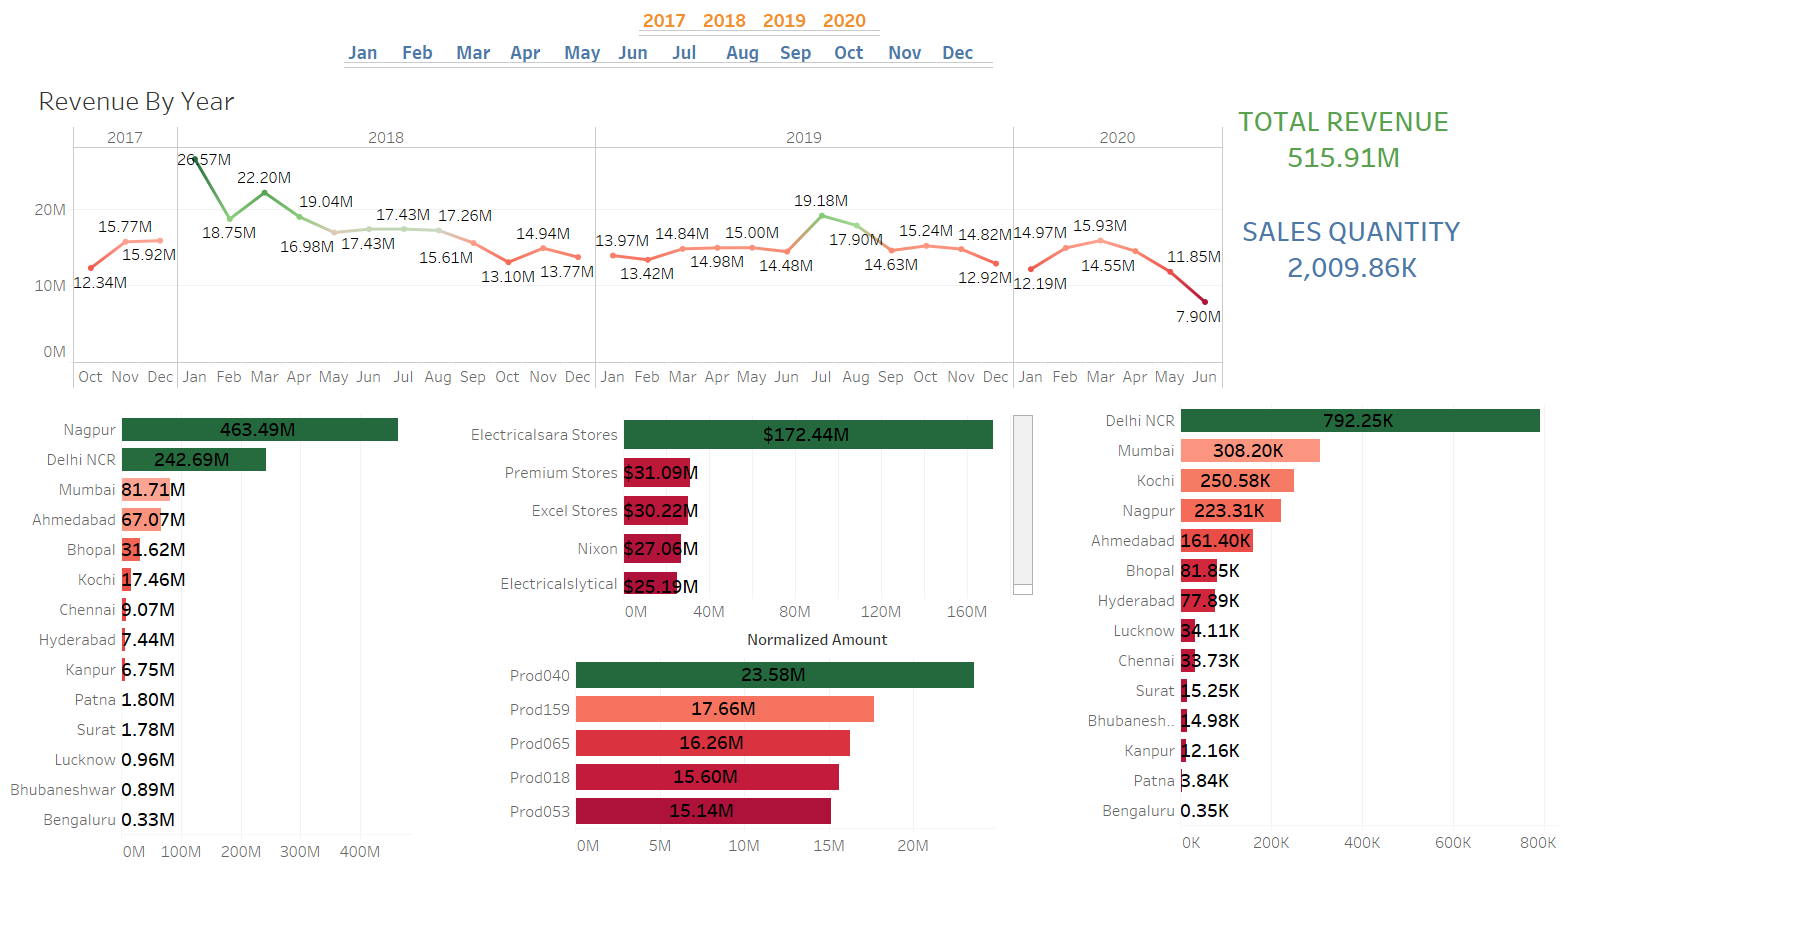 2017 2018 2019 2020
Jan Feb Mar Apr May Jun Jul Aug Sep Oct Nov Dec
Revenue By Year
2017 2018 2019 2020
20M
10M
0M
12.34M 15.77M 15.92M 26.57M 18.75M 22.20M 19.04M 16.98M 17.43M 17.43M 17.26M 15.61M 13.10M 14.94M 13.77M 13.97M 13.42M 14.84M 14.98M 15.00M 14.48M 19.18M 17.90M 14.63M 15.24M 14.82M 12.92M 12.19M 14.97M 15.93M 14.55M 11.85M 7.90M
Oct Nov Dec Jan Feb Mar Apr May Jun Jul Aug Sep Oct Nov Dec Jan Feb Mar Apr May Jun Jul Aug Sep Oct Nov Dec Jan Feb Mar Apr May Jun
TOTAL REVENUE
515.91M
SALES QUANTITY
2,009.86K
Nagpur 463.49M
Delhi NCR 242.69M
Mumbai 81.71M
Ahmedabad 67.07M
Bhopal 31.62M
Kochi 17.46M
Chennai 9.07M
Hyderabad 7.44M
Kanpur 6.75M
Patna 1.80M
Surat 1.78M
Lucknow 0.96M
Bhubaneshwar 0.89M
Bengaluru 0.33M
0M 100M 200M 300M 400M
Electricalsara Stores $172.44M
Premium Stores $31.09M
Excel Stores $30.22M
Nixon $27.06M
Electricalslytical $25.19M
0M 40M 80M 120M 160M
Normalized Amount
Prod040 23.58M
Prod159 17.66M
Prod065 16.26M
Prod018 15.60M
Prod053 15.14M
0M 5M 10M 15M 20M
Delhi NCR 792.25K
Mumbai 308.20K
Kochi 250.58K
Nagpur 223.31K
Ahmedabad 161.40K
Bhopal 81.85K
Hyderabad 77.89K
Lucknow 34.11K
Chennai 33.73K
Surat 15.25K
Bhubanesh.. 14.98K
Kanpur 12.16K
Patna 3.84K
Bengaluru 0.35K
0K 200K 400K 600K 800K